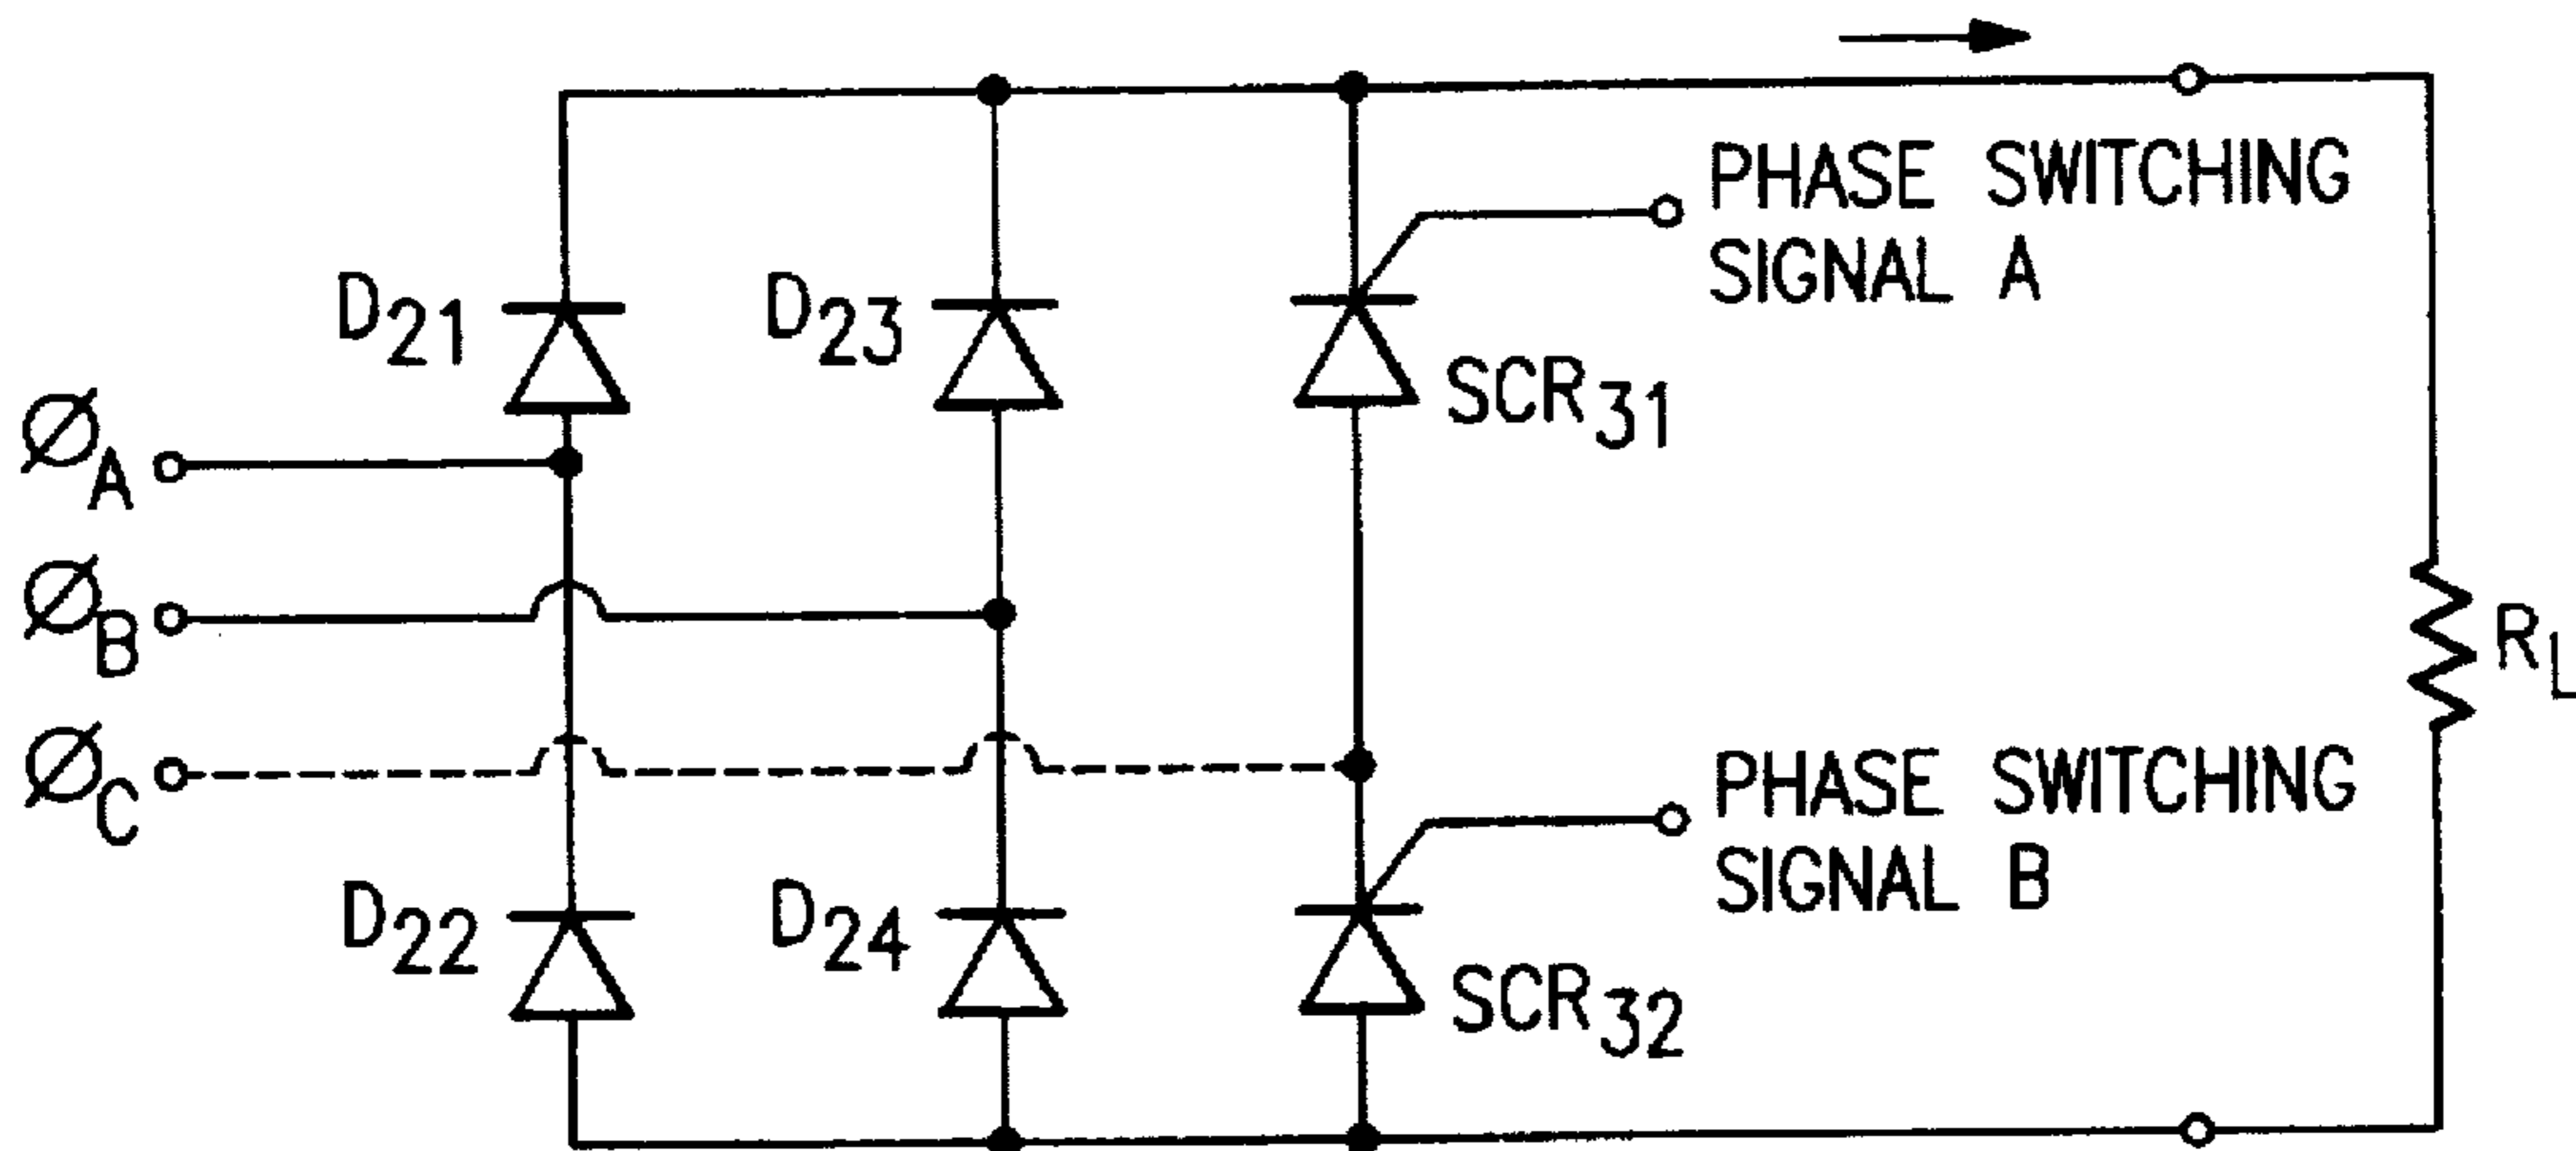 PHASE SWITCHING
SIGNAL A
D21
D23
SCR31
ØA
ØB
RL
ØC
PHASE SWITCHING
SIGNAL B
D22
D24
SCR32